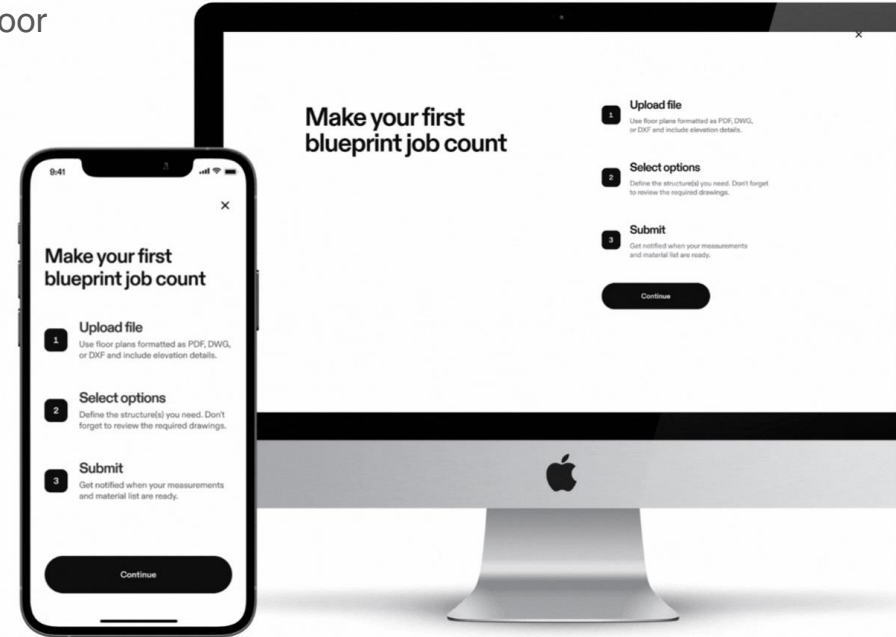 oor
Make your first
blueprint job count
1
Upload file
Use floor plans formatted as PDF, DWG,
or DXF and include elevation details.
2
Select options
Define the structure(s) you need. Don't forget
to review the required drawings.
3
Submit
Get notified when your measurements
and material list are ready.
Continue
9:41
Make your first
blueprint job count
1
Upload file
Use floor plans formatted as PDF, DWG,
or DXF and include elevation details.
2
Select options
Define the structure(s) you need. Don't
forget to review the required drawings.
3
Submit
Get notified when your measurements
and material list are ready.
Continue